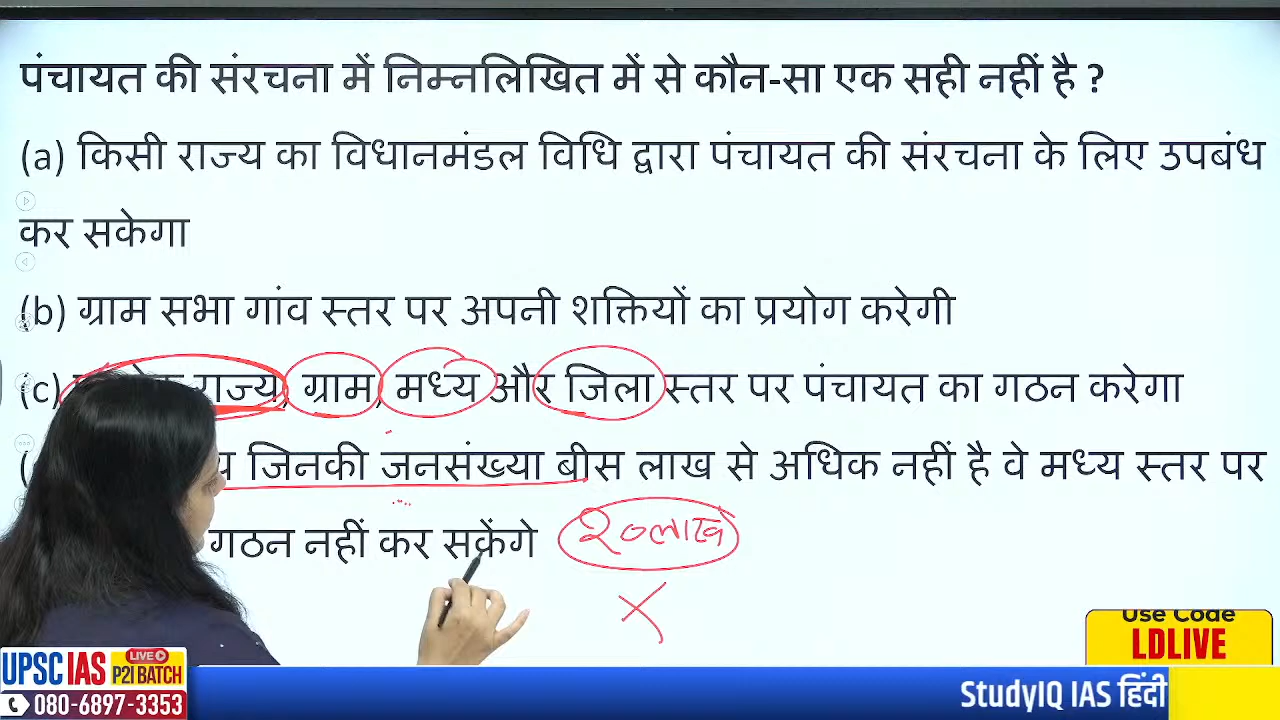 पंचायत की संरचना में निम्नलिखित में से कौन-सा एक सही नहीं है ?
(a) किसी राज्य का विधानमंडल विधि द्वारा पंचायत की संरचना के लिए उपबंध
कर सकेगा
(b) ग्राम सभा गांव स्तर पर अपनी शक्तियों का प्रयोग करेगी
(c) राज्य, ग्राम, मध्य और जिला स्तर पर पंचायत का गठन करेगा
जिनकी जनसंख्या बीस लाख से अधिक नहीं है वे मध्य स्तर पर
गठन नहीं कर सकेंगे
२०लाख
Use Code
LDLIVE
UPSC IAS LIVE P2I BATCH
080-6897-3353
StudyIQ IAS हिंदी